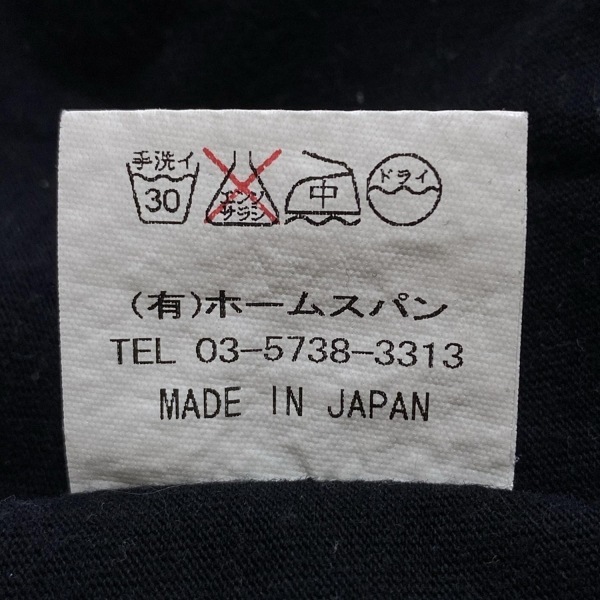 手洗イ 30 エンソサラシ 中 ドライ
(有)ホームスパン
TEL 03-5738-3313
MADE IN JAPAN